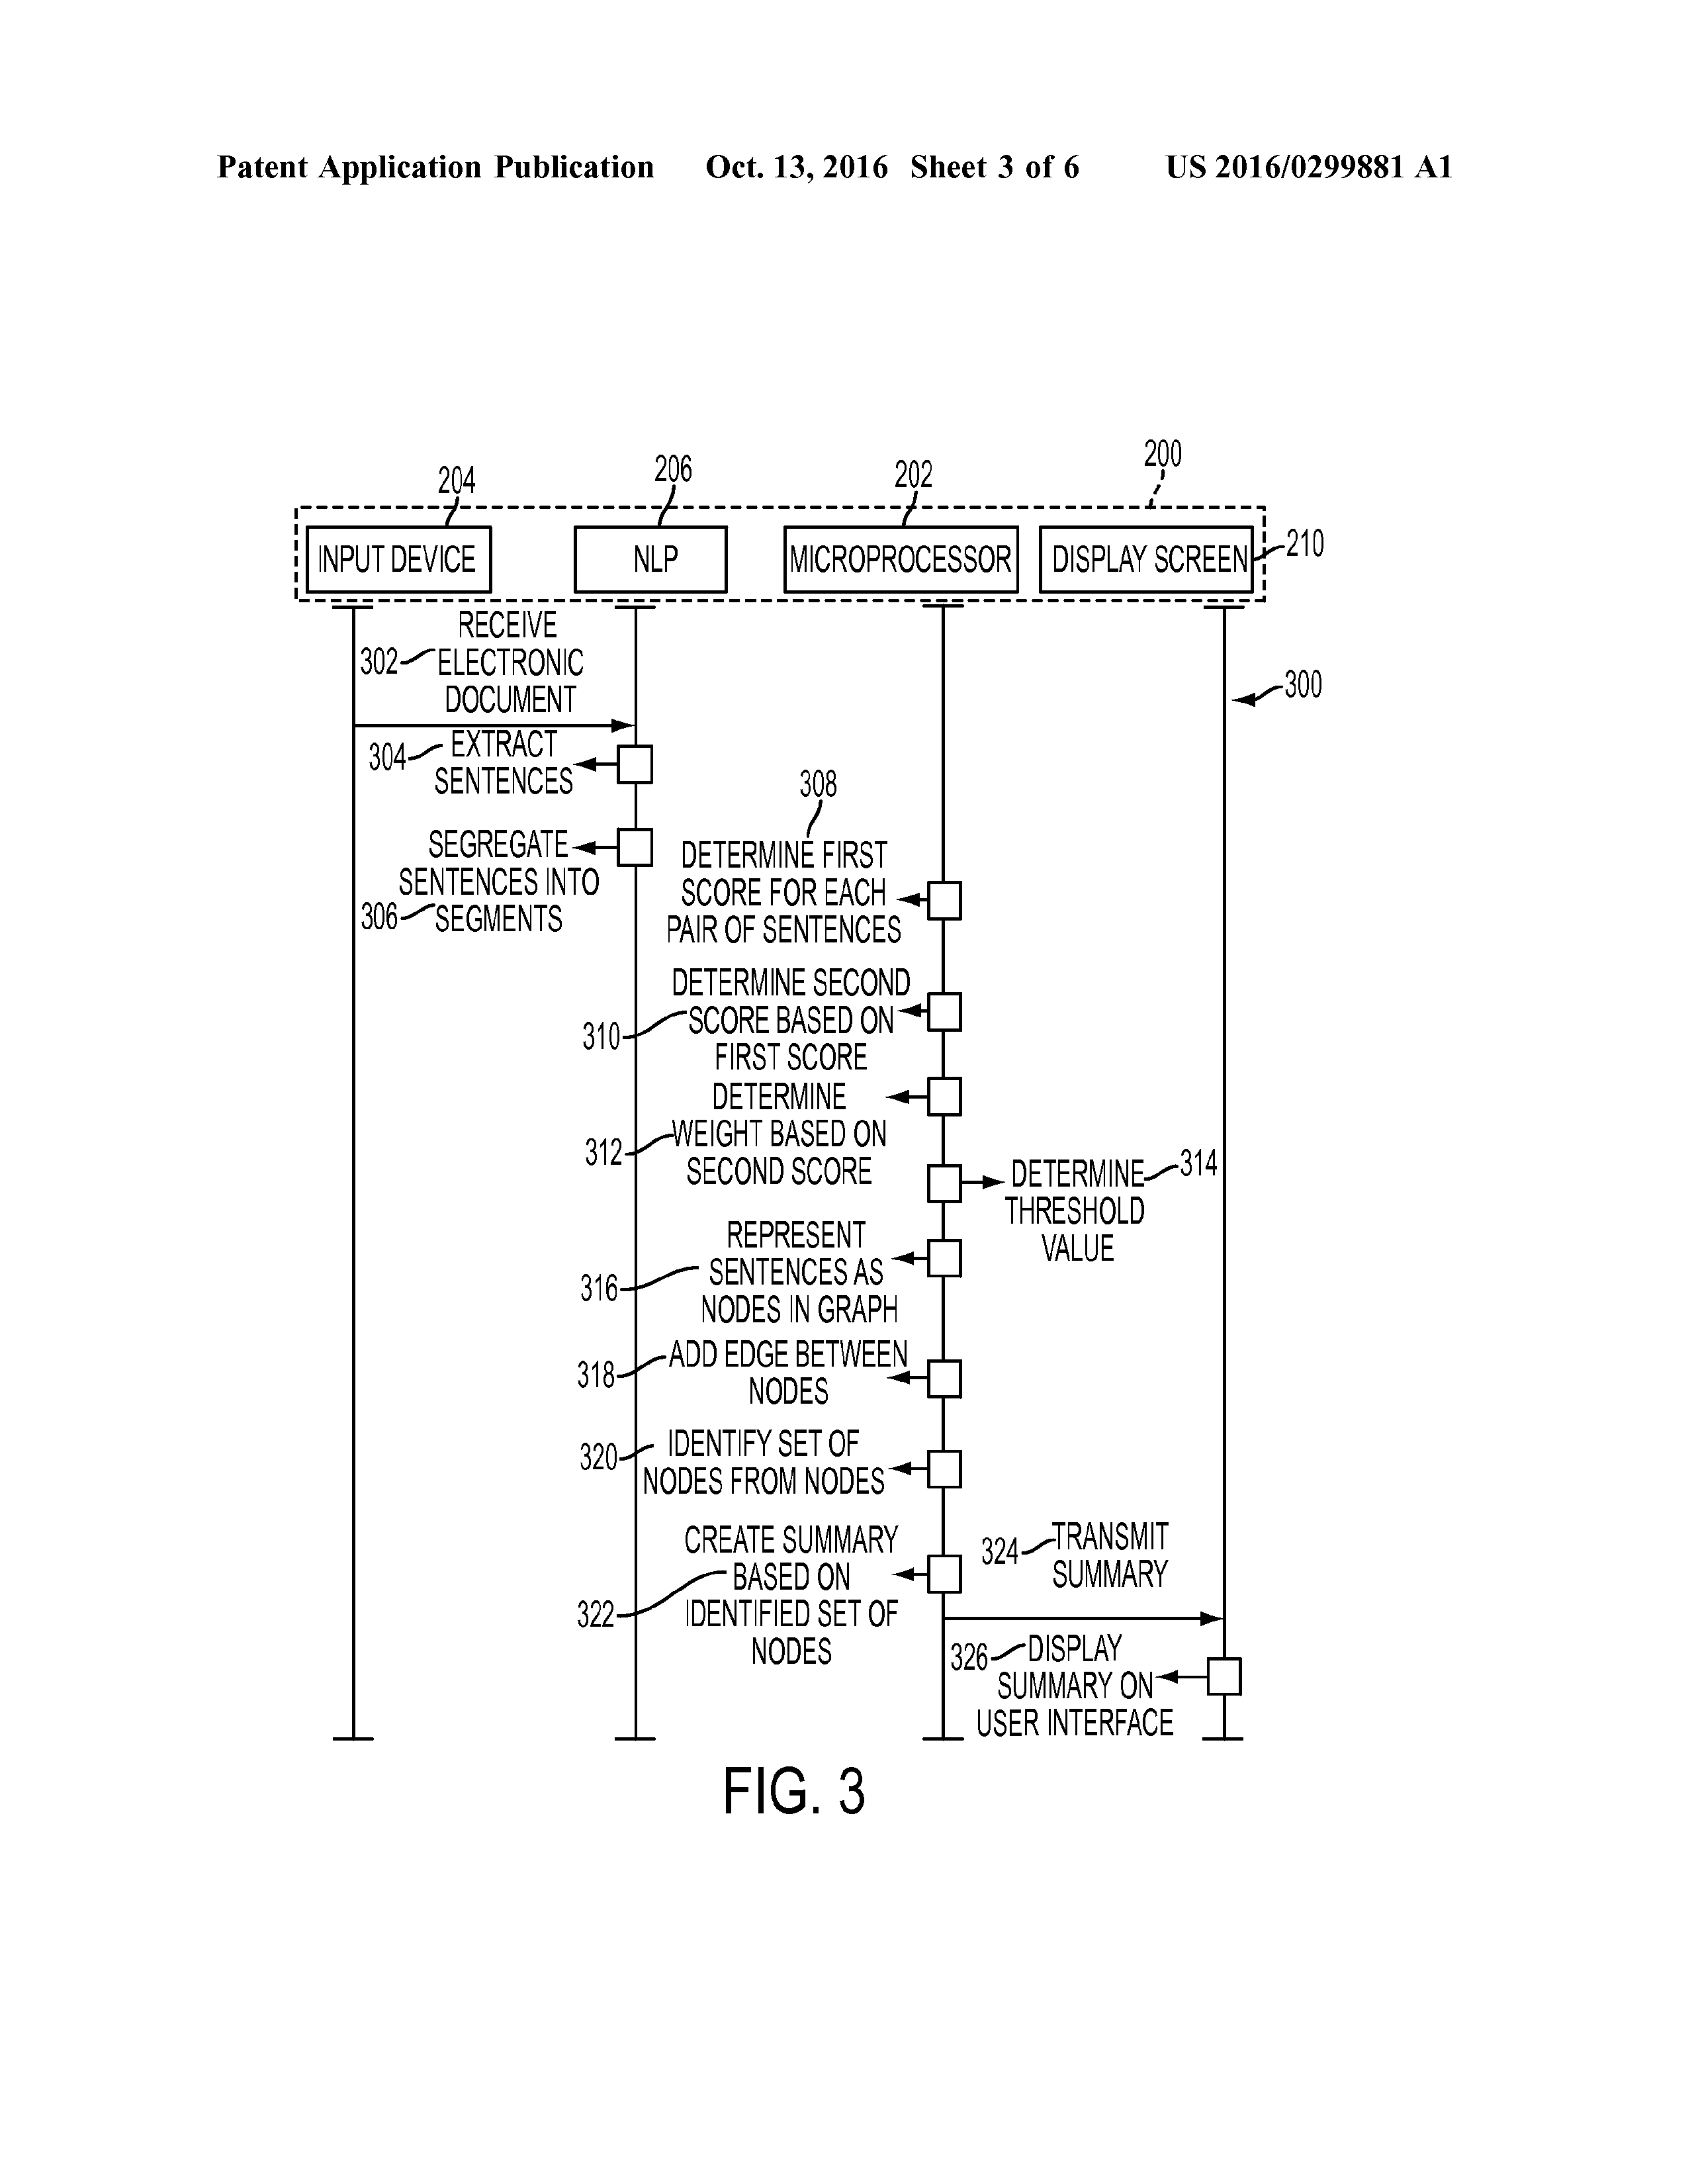 Patent Application Publication Oct. 13, 2016 Sheet 3 of 6 US 2016/0299881 A1
204
206
202
200
INPUT DEVICE
NLP
MICROPROCESSOR
DISPLAY SCREEN
210
302
RECEIVE
ELECTRONIC
DOCUMENT
300
304
EXTRACT
SENTENCES
SEGREGATE
SENTENCES INTO
306 SEGMENTS
308
DETERMINE FIRST
SCORE FOR EACH
PAIR OF SENTENCES
310
DETERMINE SECOND
SCORE BASED ON
FIRST SCORE
312
DETERMINE
WEIGHT BASED ON
SECOND SCORE
314
DETERMINE
THRESHOLD
VALUE
316
REPRESENT
SENTENCES AS
NODES IN GRAPH
318
ADD EDGE BETWEEN
NODES
320
IDENTIFY SET OF
NODES FROM NODES
322
CREATE SUMMARY
BASED ON
IDENTIFIED SET OF
NODES
324
TRANSMIT
SUMMARY
326
DISPLAY
SUMMARY ON
USER INTERFACE
FIG. 3